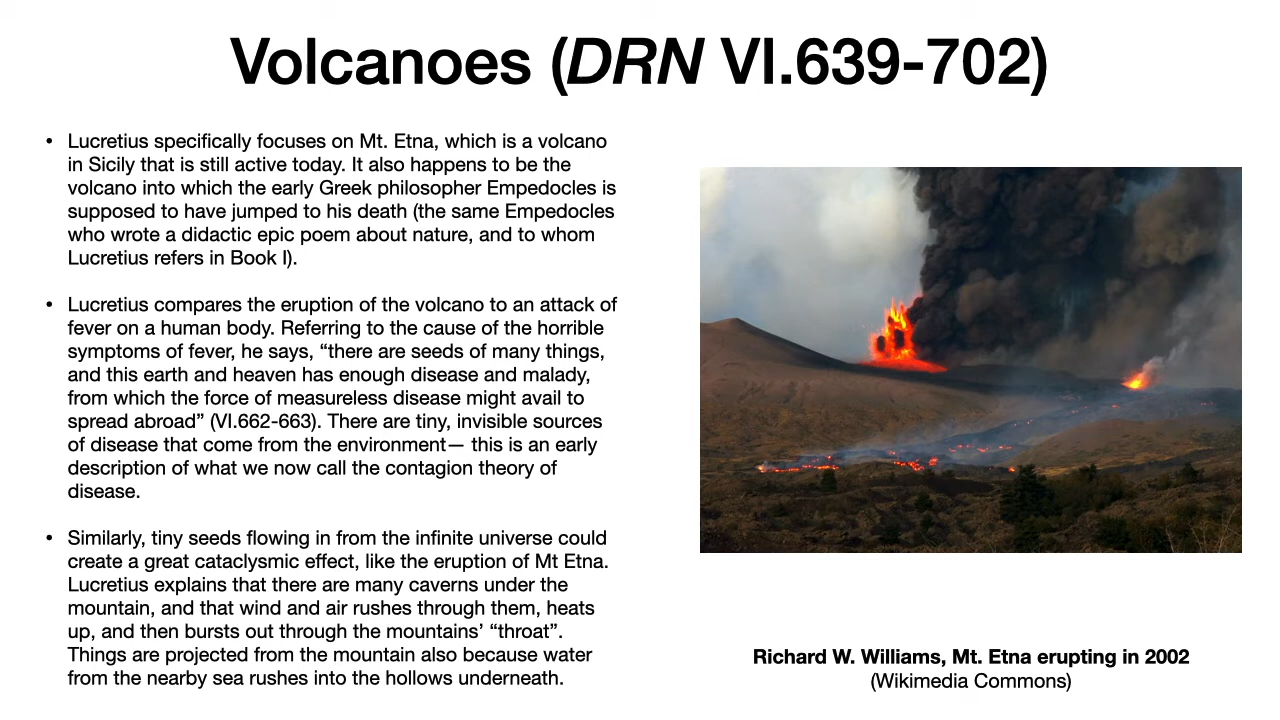 Volcanoes (DRN VI.639-702)
• Lucretius specifically focuses on Mt. Etna, which is a volcano
in Sicily that is still active today. It also happens to be the
volcano into which the early Greek philosopher Empedocles is
supposed to have jumped to his death (the same Empedocles
who wrote a didactic epic poem about nature, and to whom
Lucretius refers in Book I).
• Lucretius compares the eruption of the volcano to an attack of
fever on a human body. Referring to the cause of the horrible
symptoms of fever, he says, “there are seeds of many things,
and this earth and heaven has enough disease and malady,
from which the force of measureless disease might avail to
spread abroad” (VI.662-663). There are tiny, invisible sources
of disease that come from the environment— this is an early
description of what we now call the contagion theory of
disease.
• Similarly, tiny seeds flowing in from the infinite universe could
create a great cataclysmic effect, like the eruption of Mt Etna.
Lucretius explains that there are many caverns under the
mountain, and that wind and air rushes through them, heats
up, and then bursts out through the mountains’ “throat”.
Things are projected from the mountain also because water
from the nearby sea rushes into the hollows underneath.
Richard W. Williams, Mt. Etna erupting in 2002
(Wikimedia Commons)